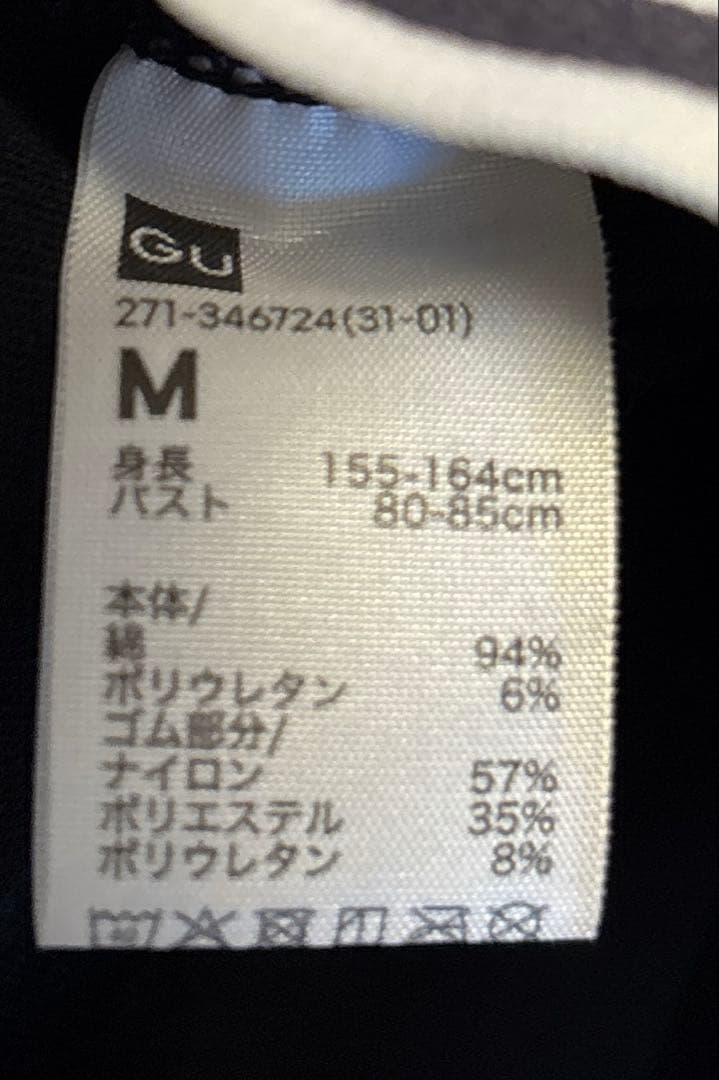 GU
271-346724(31-01)
M
身長 155-164cm
バスト 80-85cm
本体/
綿 94%
ポリウレタン 6%
ゴム部分/
ナイロン 57%
ポリエステル 35%
ポリウレタン 8%